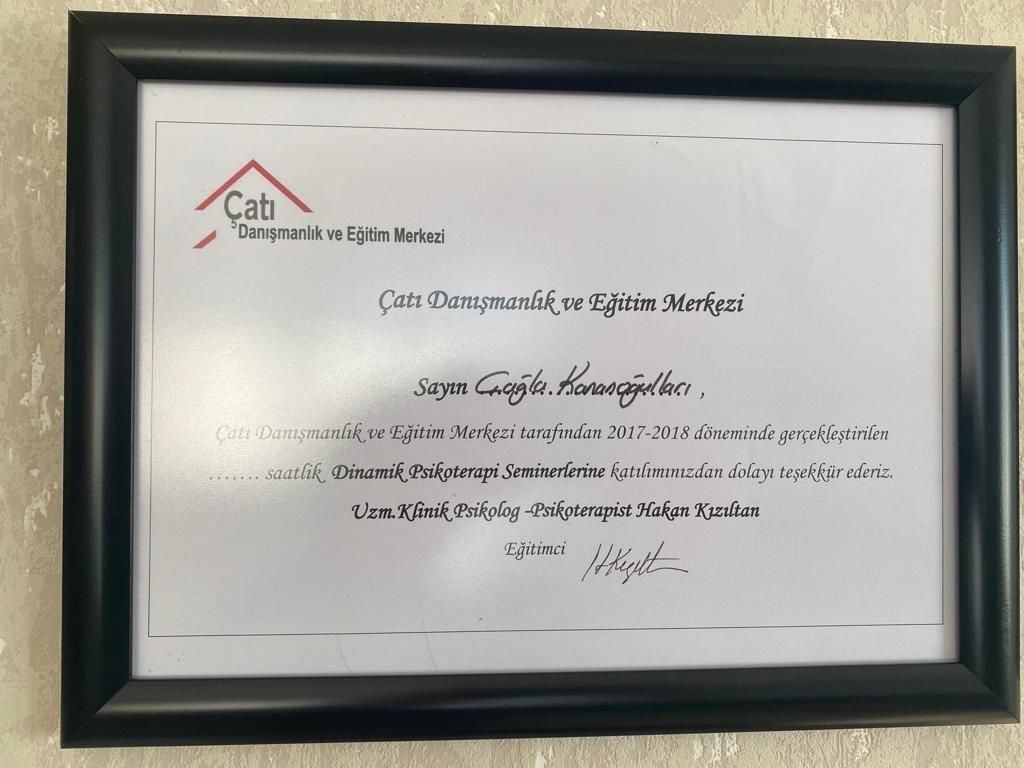 Çatı
Danışmanlık ve Eğitim Merkezi
Çatı Danışmanlık ve Eğitim Merkezi
Sayın Çağla Karasoğulları ,
Çatı Danışmanlık ve Eğitim Merkezi tarafından 2017-2018 döneminde gerçekleştirilen
....... saatlik Dinamik Psikoterapi Seminerlerine katılımınızdan dolayı teşekkür ederiz.
Uzm.Klinik Psikolog -Psikoterapist Hakan Kızıltan
Eğitimci